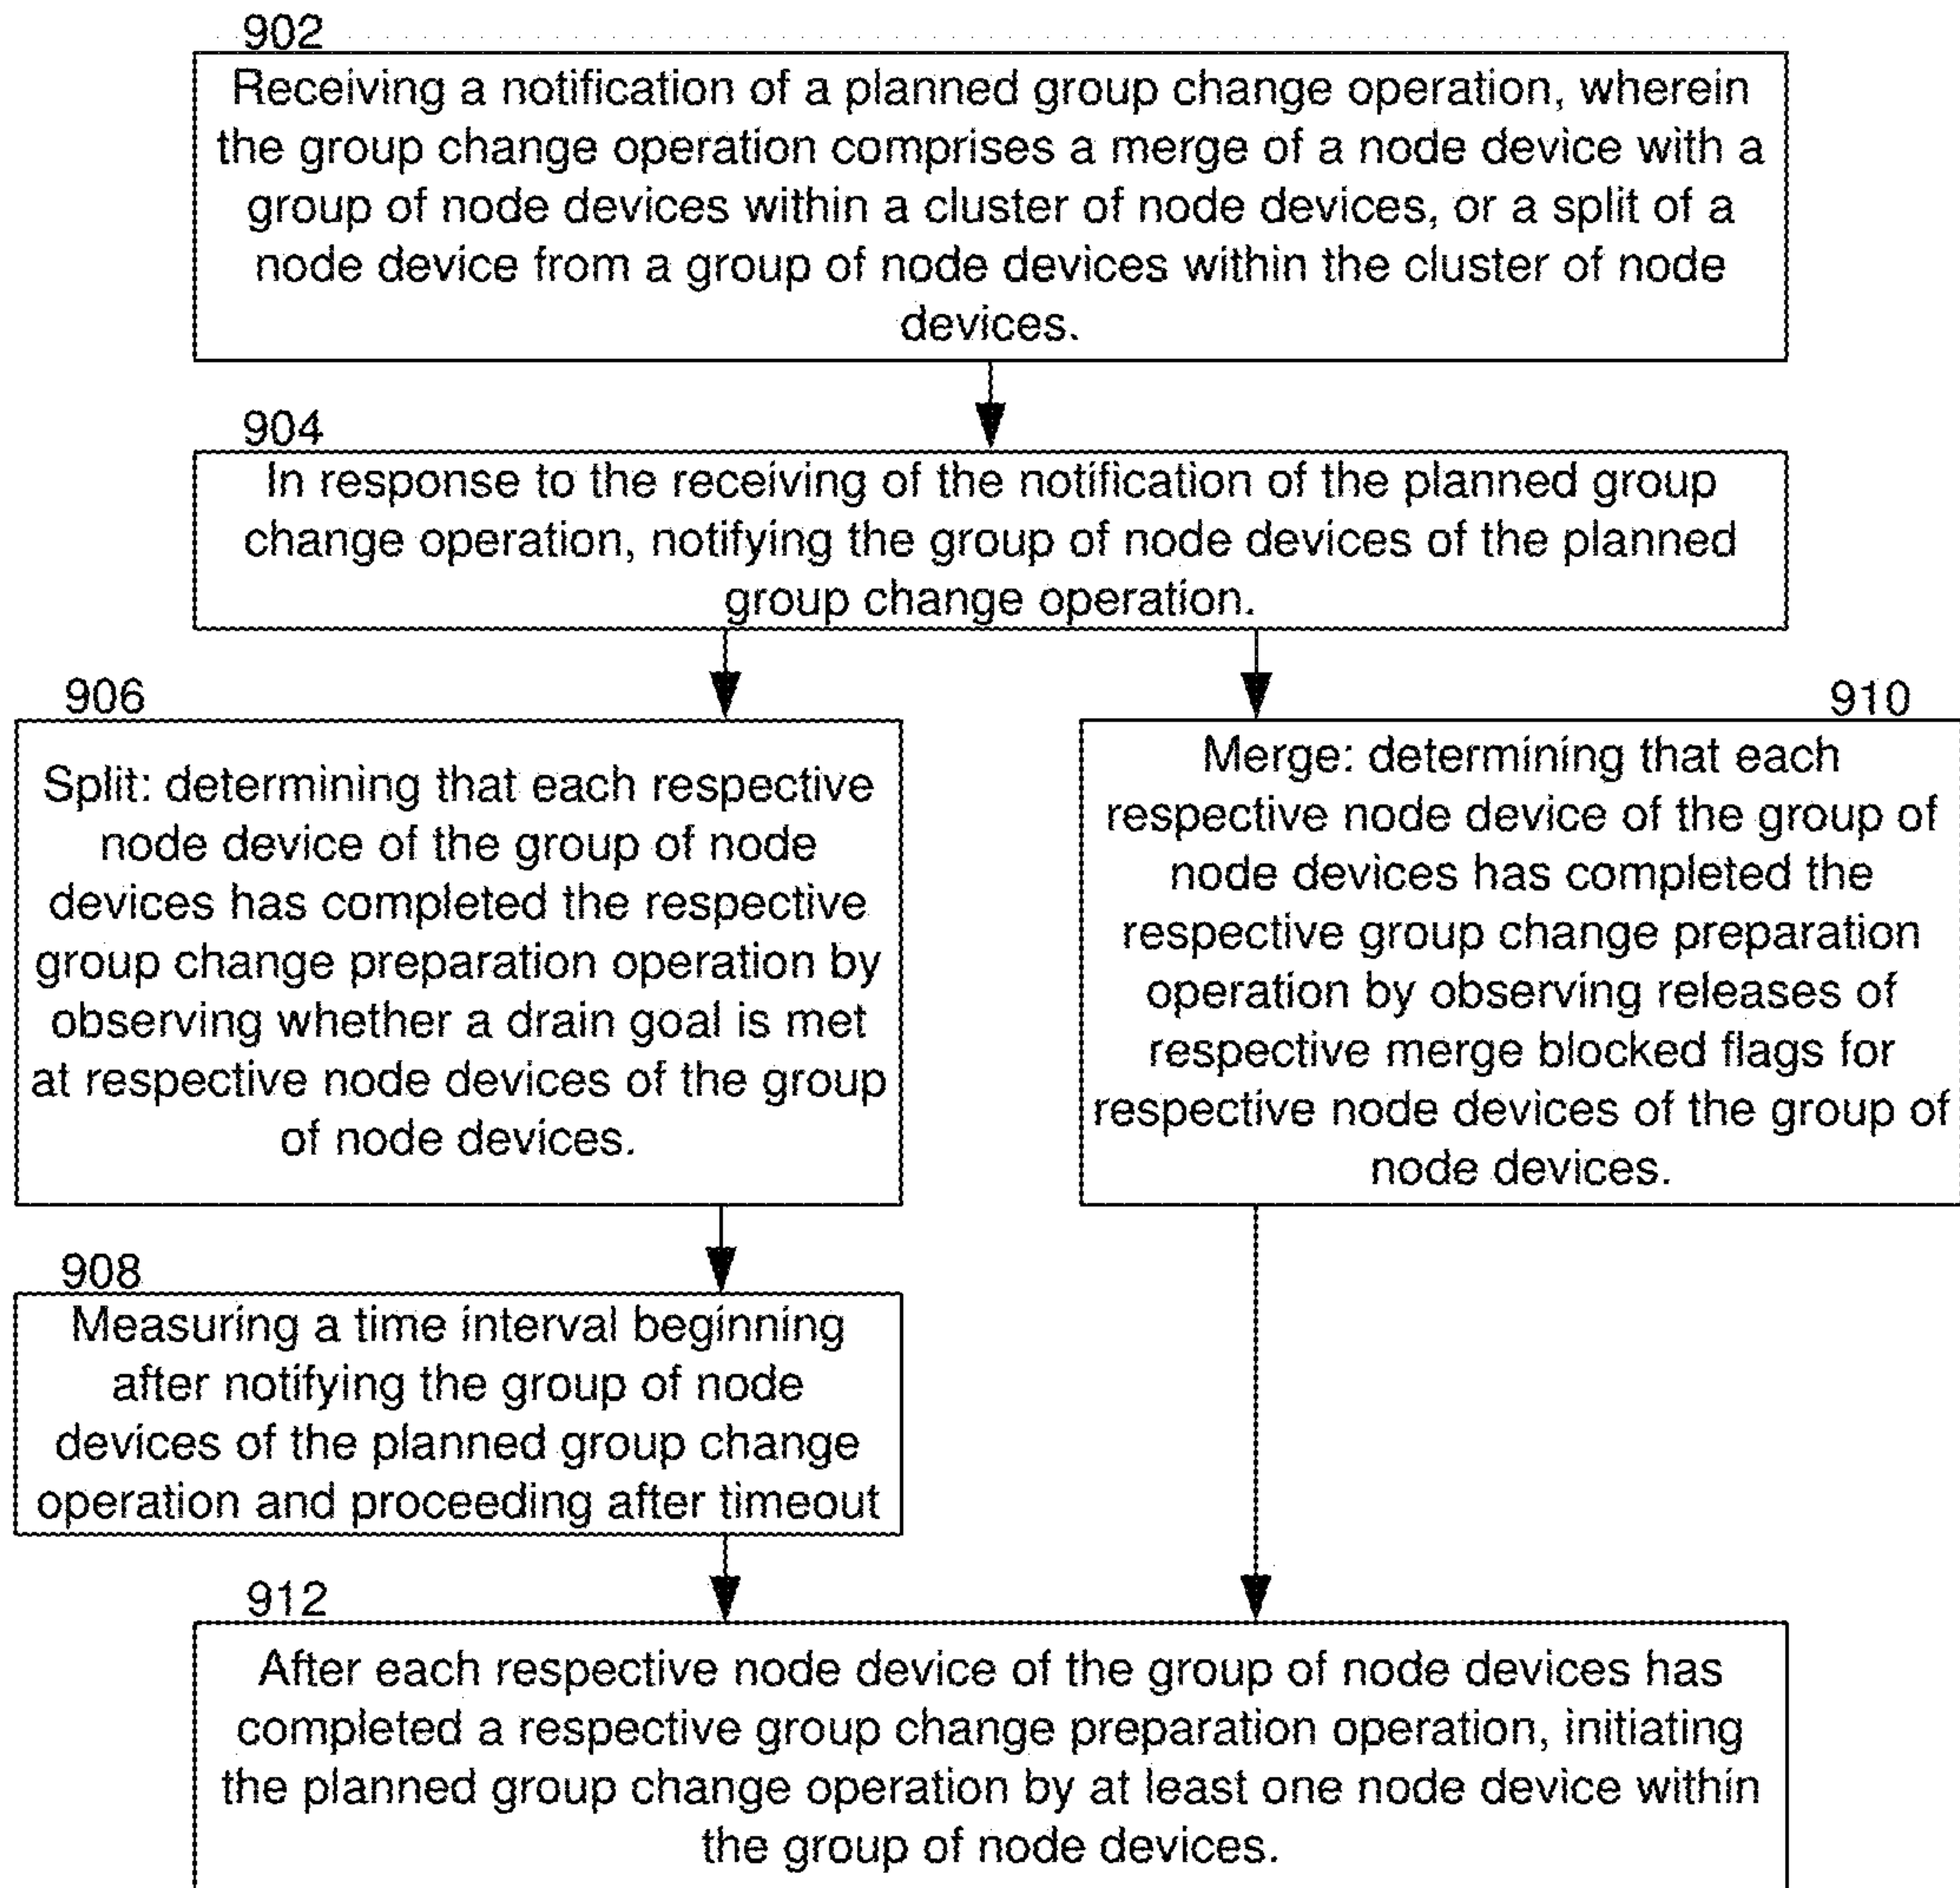 902
Receiving a notification of a planned group change operation, wherein
the group change operation comprises a merge of a node device with a
group of node devices within a cluster of node devices, or a split of a
node device from a group of node devices within the cluster of node
devices.
904
In response to the receiving of the notification of the planned group
change operation, notifying the group of node devices of the planned
group change operation.
906
Split: determining that each respective
node device of the group of node
devices has completed the respective
group change preparation operation by
observing whether a drain goal is met
at respective node devices of the group
of node devices.
910
Merge: determining that each
respective node device of the group of
node devices has completed the
respective group change preparation
operation by observing releases of
respective merge blocked flags for
respective node devices of the group of
node devices.
908
Measuring a time interval beginning
after notifying the group of node
devices of the planned group change
operation and proceeding after timeout
912
After each respective node device of the group of node devices has
completed a respective group change preparation operation, initiating
the planned group change operation by at least one node device within
the group of node devices.